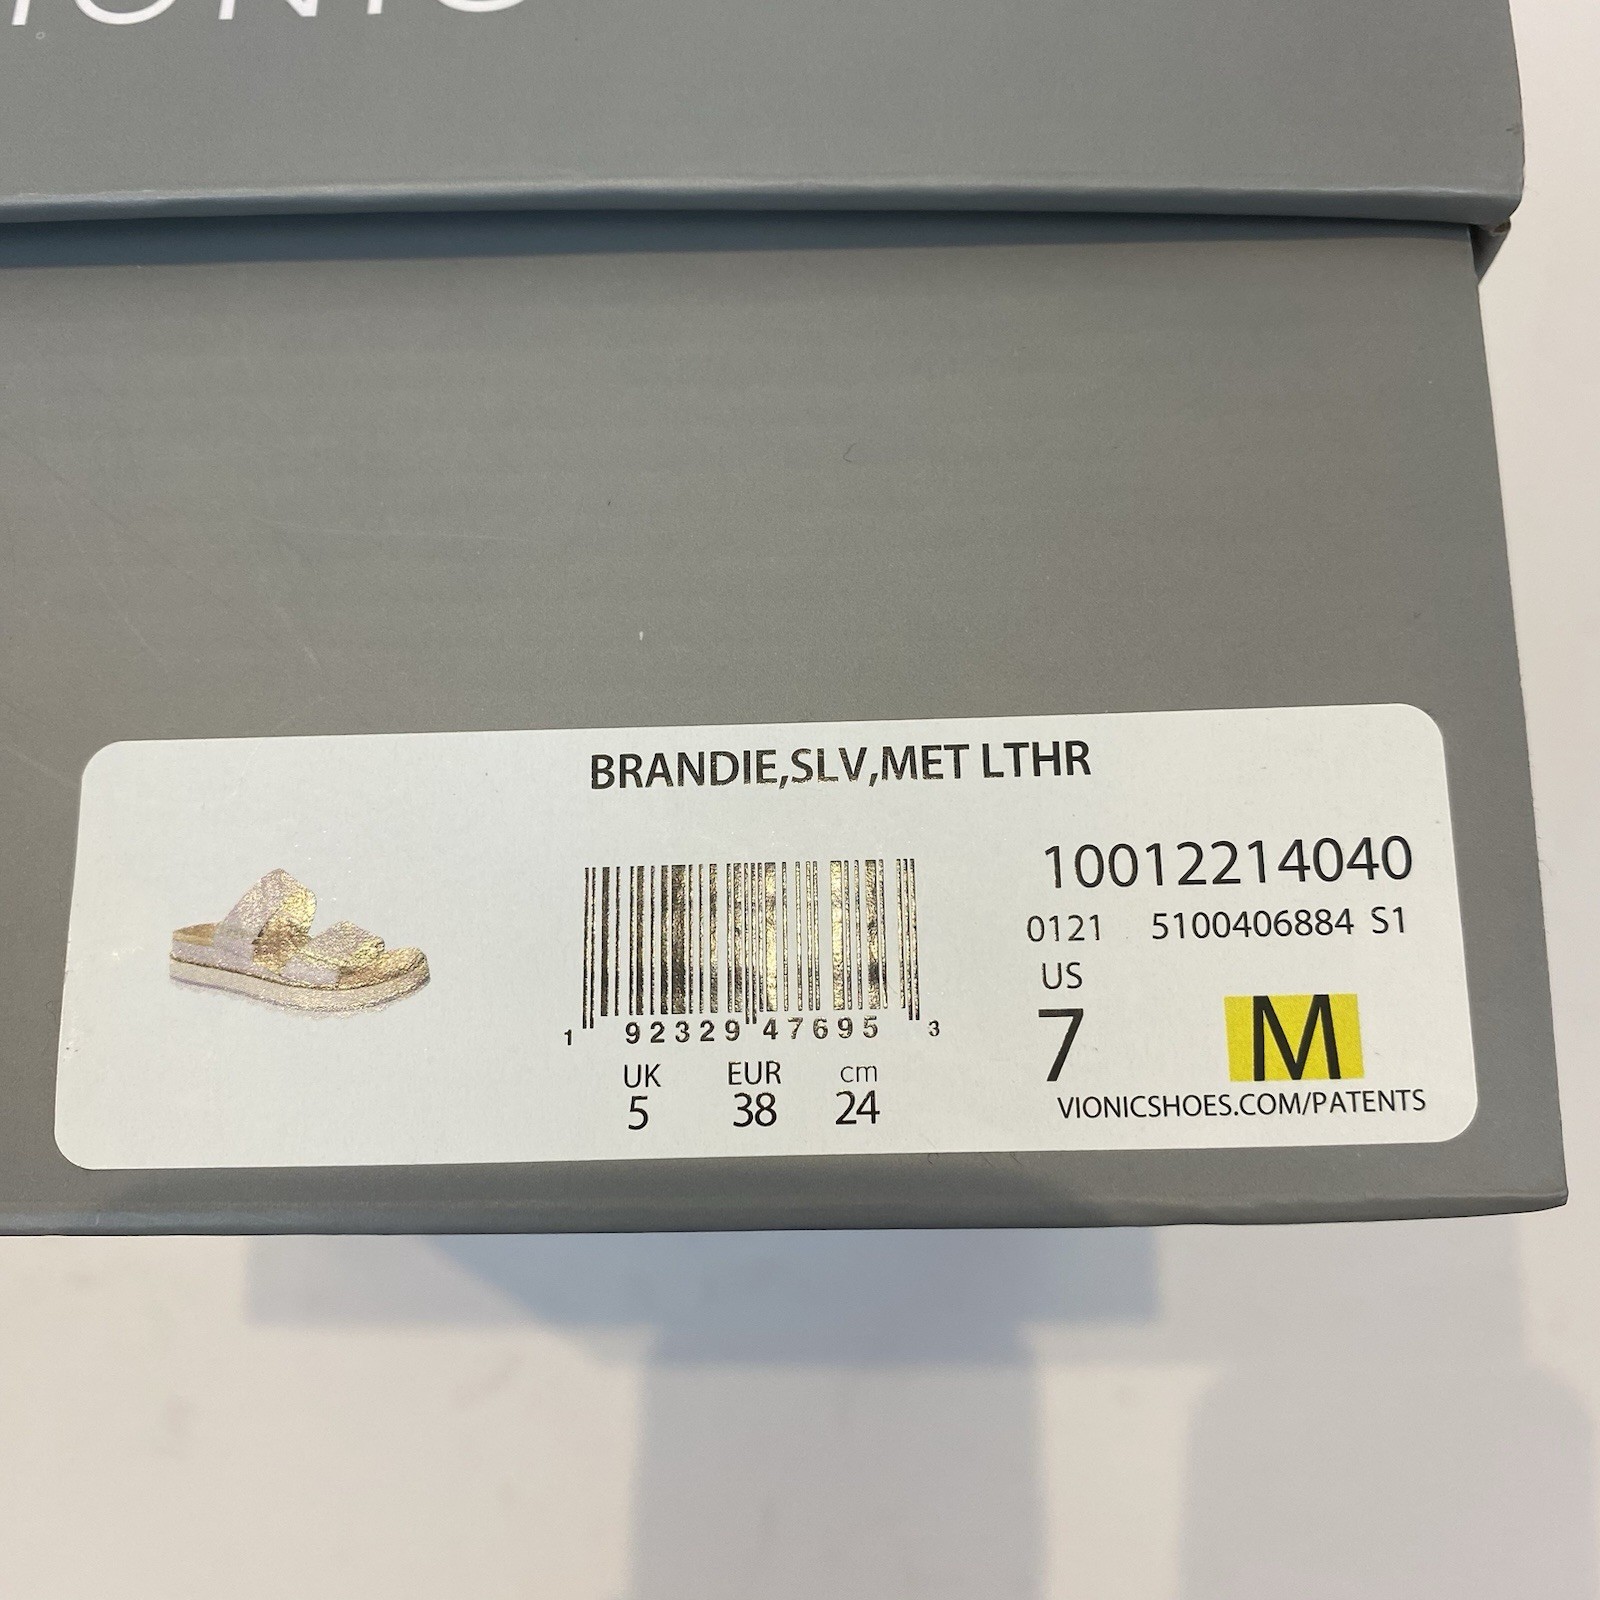 BRANDIE,SLV,MET LTHR
10012214040
0121 5100406884 S1
US
7 M
VIONICSHOES.COM/PATENTS
1 92329 47695 3
UK EUR cm
5 38 24